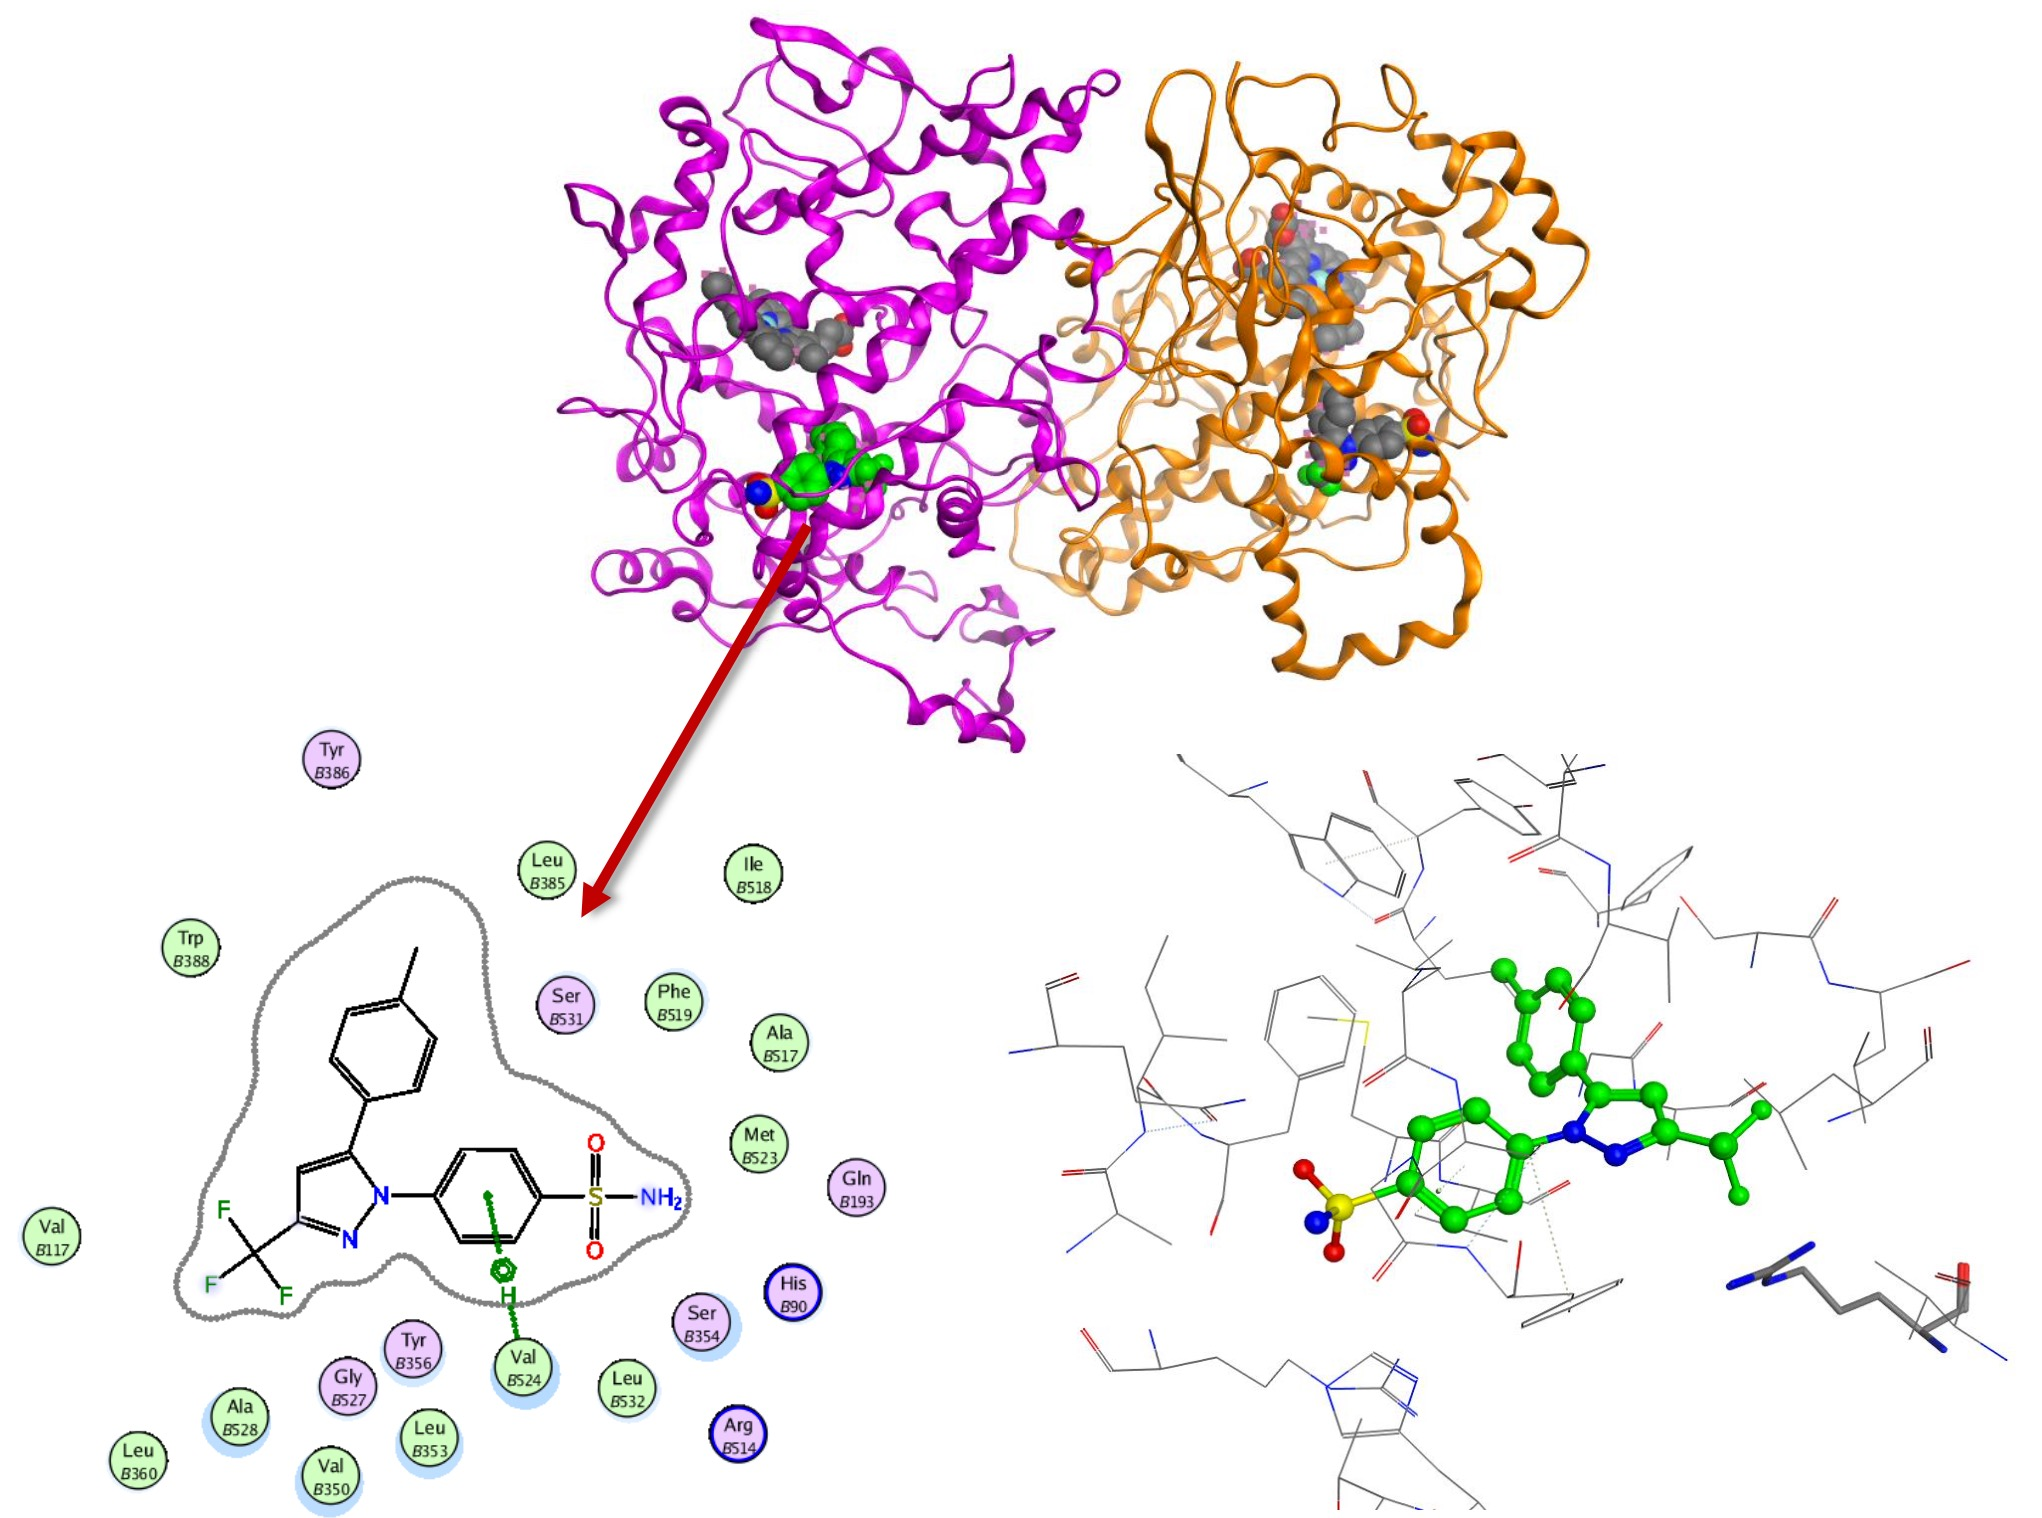 Tyr
B386
Leu
B385
Ile
B518
Trp
B388
Ser
B531
Phe
B519
Ala
B517
Met
B523
Gln
B193
O
N
S
NH2
F
N
O
F
F
Val
B117
H
His
B90
Ser
B354
Tyr
B356
Val
B524
Gly
B527
Leu
B532
Ala
B528
Leu
B353
Arg
B514
Leu
B360
Val
B350